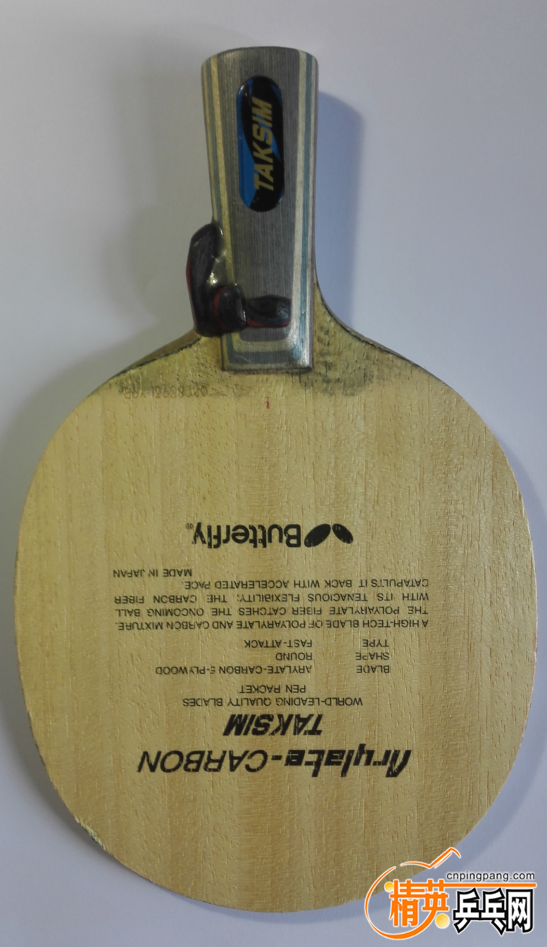 TAKSIM
Arylate-CARBON
TAKSIM
WORLD-LEADING QUALITY BLADES
PEN RACKET
BLADE ARYLATE-CARBON 5-PLYWOOD
SHAPE ROUND
TYPE FAST-ATTACK
A HIGH-TECH BLADE OF POLYARYLATE AND CARBON MIXTURE.
THE POLYARYLATE FIBER CATCHES THE ONCOMING BALL
WITH ITS TENACIOUS FLEXIBILITY; THE CARBON FIBER
CATAPULTS IT BACK WITH ACCELERATED PACE.
MADE IN JAPAN
Butterfly®
cnpingpang.com
精英乒乓网